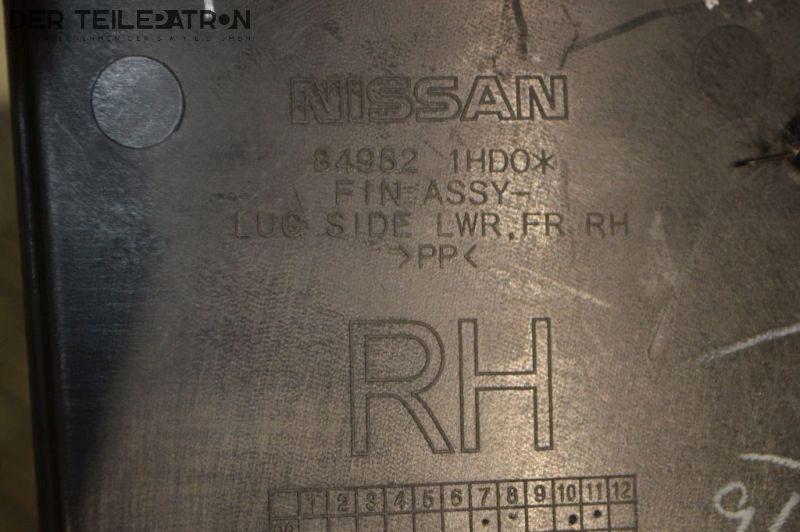 DER TEILEPATRON
NISSAN
84952 1HD0*
FIN ASSY-
LUG SIDE LWR,FR RH
>PP<
RH
1 2 3 4 5 6 7 8 9 10 11 12